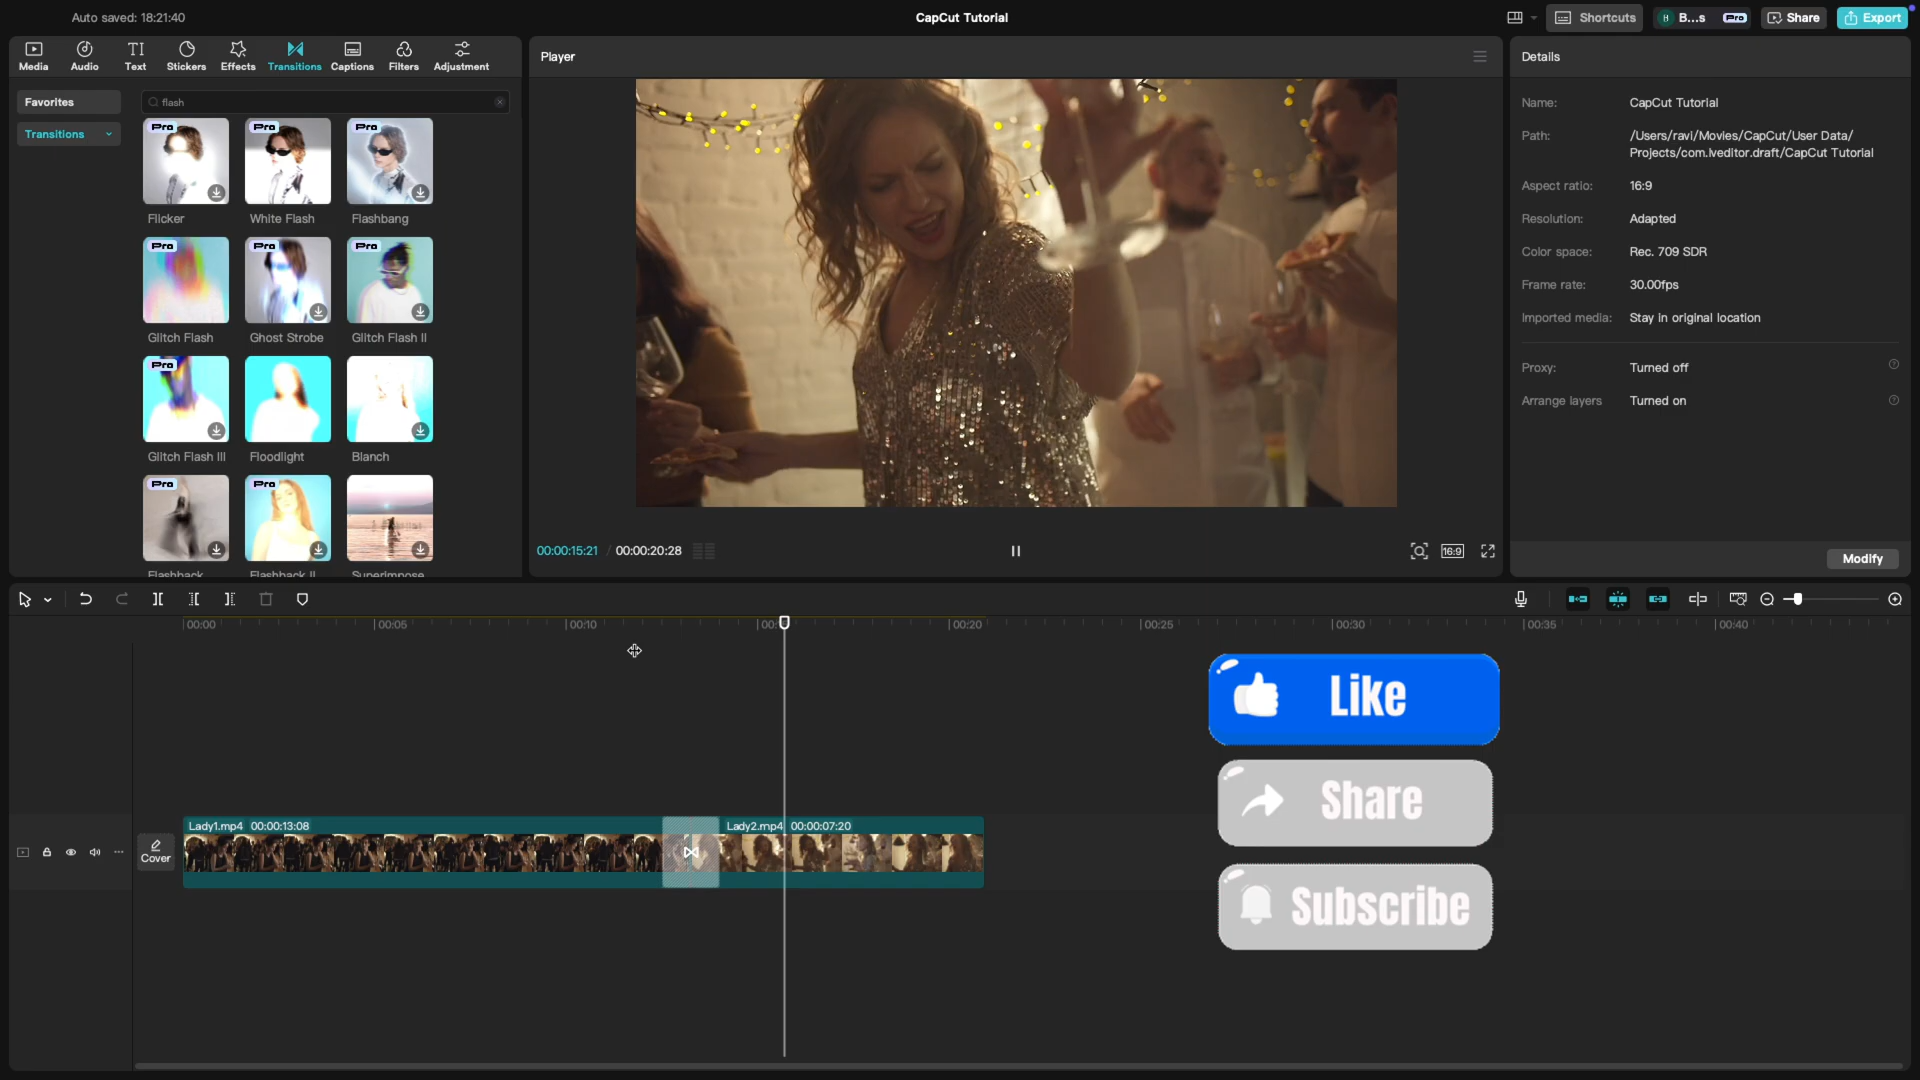 Auto saved: 18:21:40
CapCut Tutorial
Shortcuts
B...s
Pro
Share
Export
Media
Audio
TI
Text
Stickers
Effects
Transitions
Captions
Filters
Adjustment
Favorites
Transitions
flash
Pro
Pro
Pro
Flicker
White Flash
Flashbang
Pro
Pro
Pro
Glitch Flash
Ghost Strobe
Glitch Flash II
Pro
Glitch Flash III
Floodlight
Blanch
Pro
Pro
Flashback
Flashback II
Superimpose
Player
00:00:15:21 / 00:00:20:28
16:9
Details
Name: CapCut Tutorial
Path: /Users/ravi/Movies/CapCut/User Data/
Projects/com.lveditor.draft/CapCut Tutorial
Aspect ratio: 16:9
Resolution: Adapted
Color space: Rec. 709 SDR
Frame rate: 30.00fps
Imported media: Stay in original location
Proxy: Turned off
Arrange layers Turned on
Modify
00:00
00:05
00:10
00:20
00:25
00:30
00:35
00:40
Cover
Lady1.mp4 00:00:13:08
Lady2.mp4 00:00:07:20
Like
Share
Subscribe